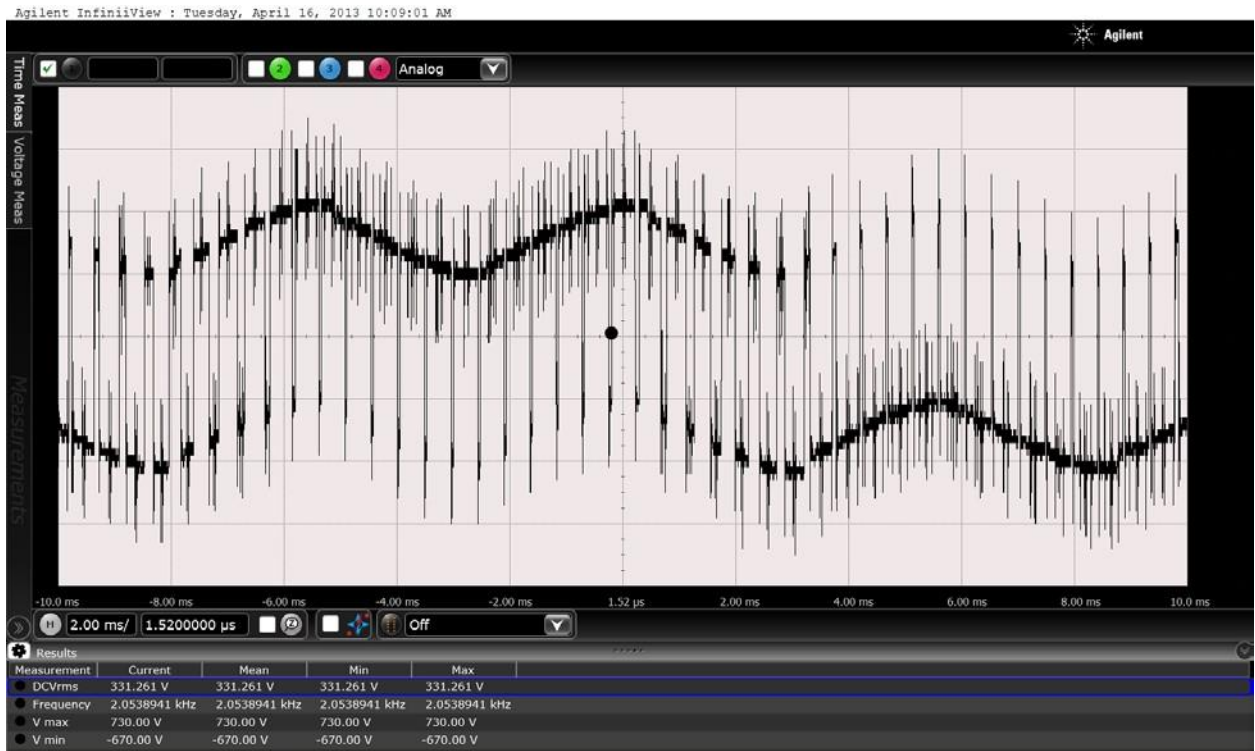 Agilent InfiniiView : Tuesday, April 16, 2013 10:09:01 AM
Agilent
Time Meas
Voltage Meas
2 3 4 Analog
Measurements
-10.0 ms -8.00 ms -6.00 ms -4.00 ms -2.00 ms 1.52 µs 2.00 ms 4.00 ms 6.00 ms 8.00 ms 10.0 ms
H 2.00 ms/ 1.5200000 µs Z Off
Results
Measurement Current Mean Min Max
DCVrms 331.261 V 331.261 V 331.261 V 331.261 V
Frequency 2.0538941 kHz 2.0538941 kHz 2.0538941 kHz 2.0538941 kHz
V max 730.00 V 730.00 V 730.00 V 730.00 V
V min -670.00 V -670.00 V -670.00 V -670.00 V